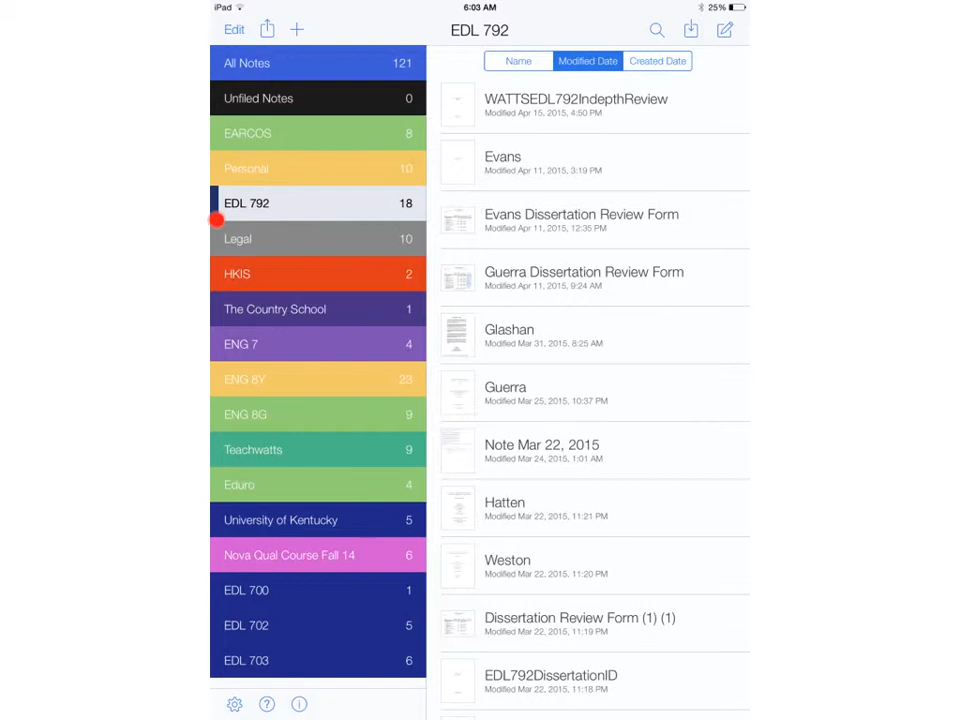 iPad 6:03 AM 25%
Edit EDL 792
All Notes 121
Unfiled Notes 0
EARCOS 8
Personal 10
EDL 792 18
Legal 10
HKIS 2
The Country School 1
ENG 7 4
ENG 8Y 23
ENG 8G 9
Teachwatts 9
Eduro 4
University of Kentucky 5
Nova Qual Course Fall 14 6
EDL 700 1
EDL 702 5
EDL 703 6
Name Modified Date Created Date
WATTSEDL792IndepthReview
Modified Apr 15, 2015, 4:50 PM
Evans
Modified Apr 11, 2015, 3:19 PM
Evans Dissertation Review Form
Modified Apr 11, 2015, 12:35 PM
Guerra Dissertation Review Form
Modified Apr 11, 2015, 9:24 AM
Glashan
Modified Mar 31, 2015, 8:25 AM
Guerra
Modified Mar 25, 2015, 10:37 PM
Note Mar 22, 2015
Modified Mar 24, 2015, 1:01 AM
Hatten
Modified Mar 22, 2015, 11:21 PM
Weston
Modified Mar 22, 2015, 11:20 PM
Dissertation Review Form (1) (1)
Modified Mar 22, 2015, 11:19 PM
EDL792DissertationID
Modified Mar 22, 2015, 11:18 PM